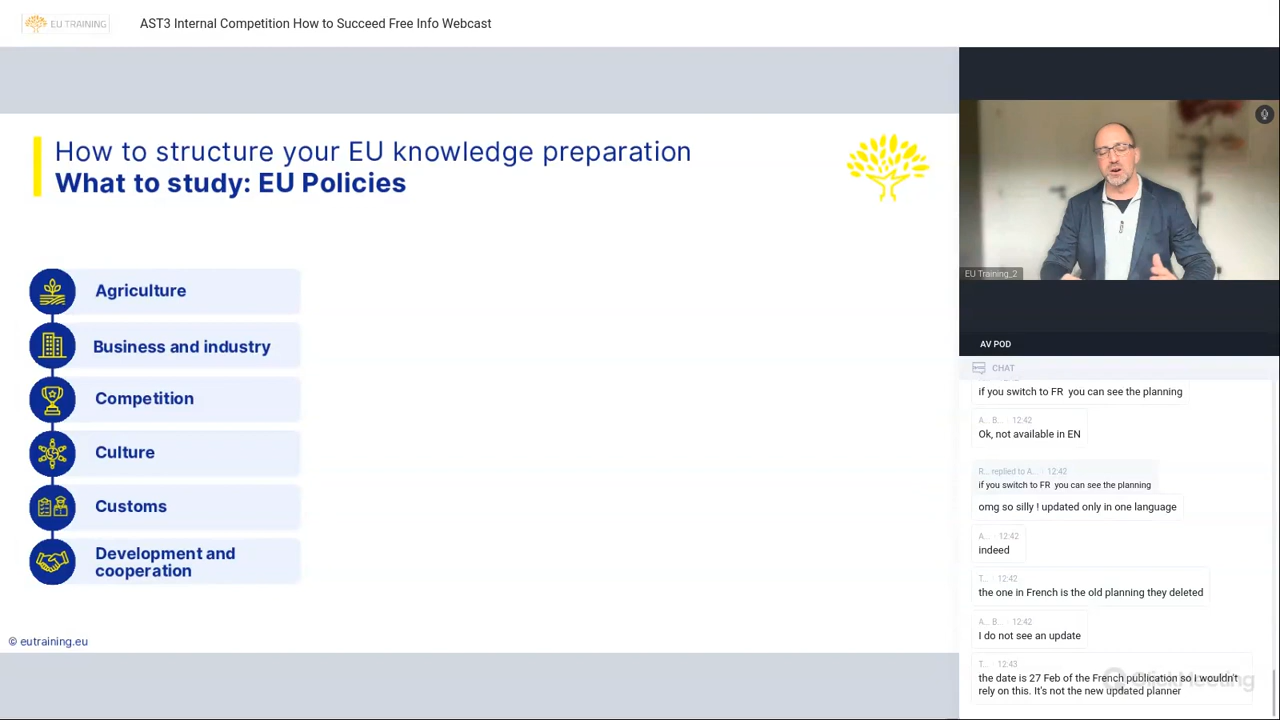 EU TRAINING
AST3 Internal Competition How to Succeed Free Info Webcast
How to structure your EU knowledge preparation
What to study: EU Policies
Agriculture
Business and industry
Competition
Culture
Customs
Development and
cooperation
© eutraining.eu
EU Training_2
AV POD
CHAT
if you switch to FR you can see the planning
A... B... 12:42
Ok, not available in EN
R... replied to A... 12:42
if you switch to FR you can see the planning
omg so silly ! updated only in one language
A... 12:42
indeed
T... 12:42
the one in French is the old planning they deleted
A... B... 12:42
I do not see an update
T... 12:43
the date is 27 Feb of the French publication so i wouldn't
rely on this. It's not the new updated planner
ClickMeeting